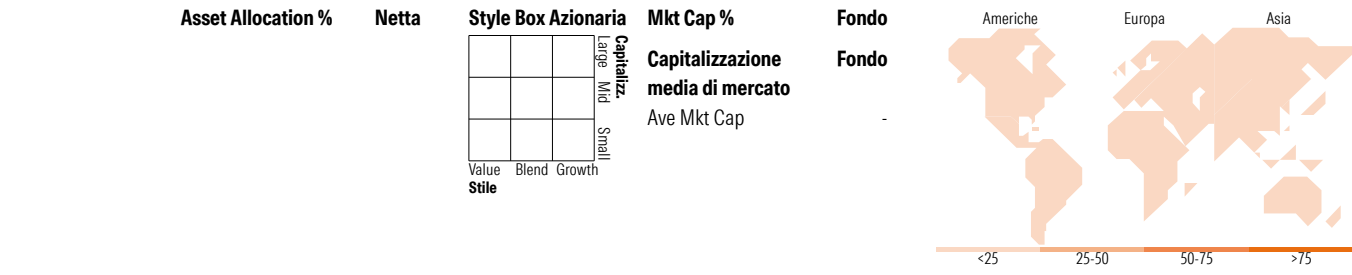 Asset Allocation % Netta
Style Box Azionaria
Large Mid Small
Capitalizz.
Value Blend Growth
Stile
Mkt Cap % Fondo
Capitalizzazione Fondo
media di mercato
Ave Mkt Cap -
Americhe Europa Asia
<25 25-50 50-75 >75